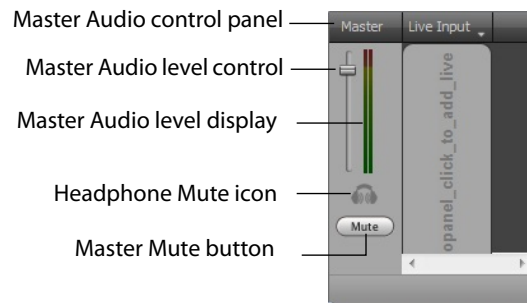 Master Audio control panel
Master Live Input
Master Audio level control
Master Audio level display
Headphone Mute icon
Mute
Master Mute button
opanel_click_to_add_live